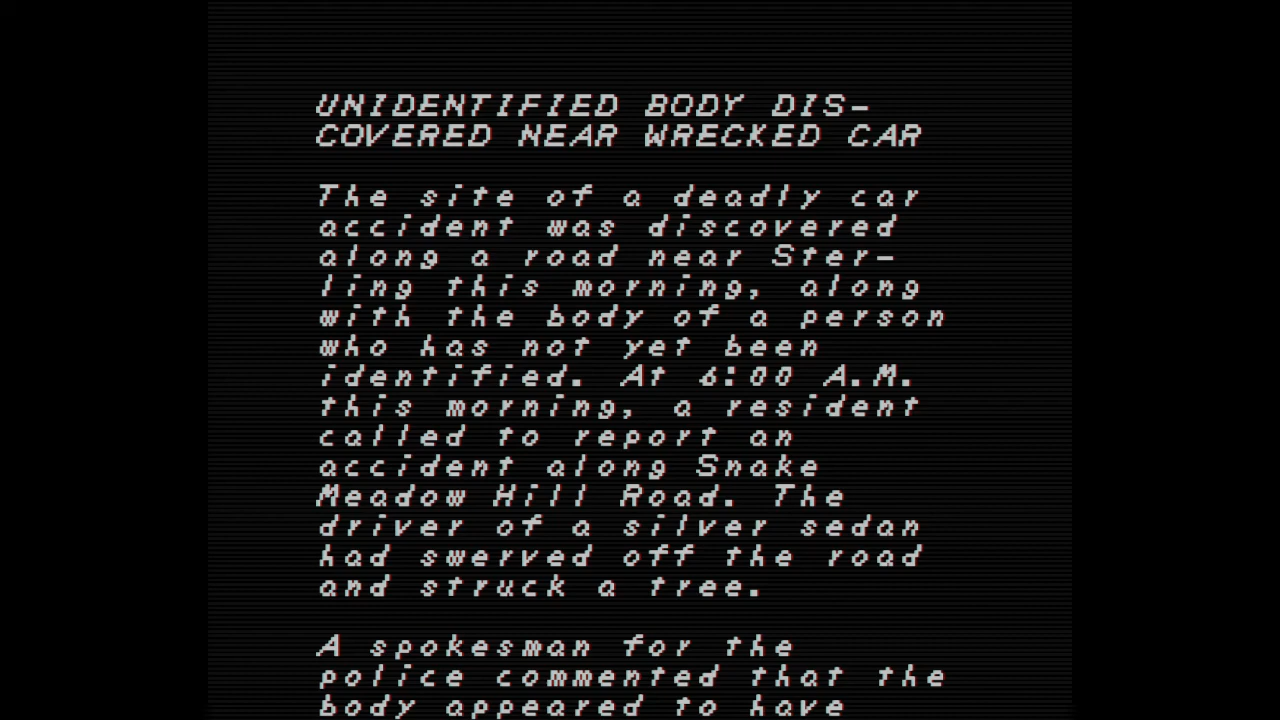 UNIDENTIFIED BODY DIS-
COVERED NEAR WRECKED CAR
The site of a deadly car
accident was discovered
along a road near Ster-
ling this morning, along
with the body of a person
who has not yet been
identified. At 6:00 A.M.
this morning, a resident
called to report an
accident along Snake
Meadow Hill Road. The
driver of a silver sedan
had swerved off the road
and struck a tree.
A spokesman for the
police commented that the
body appeared to have